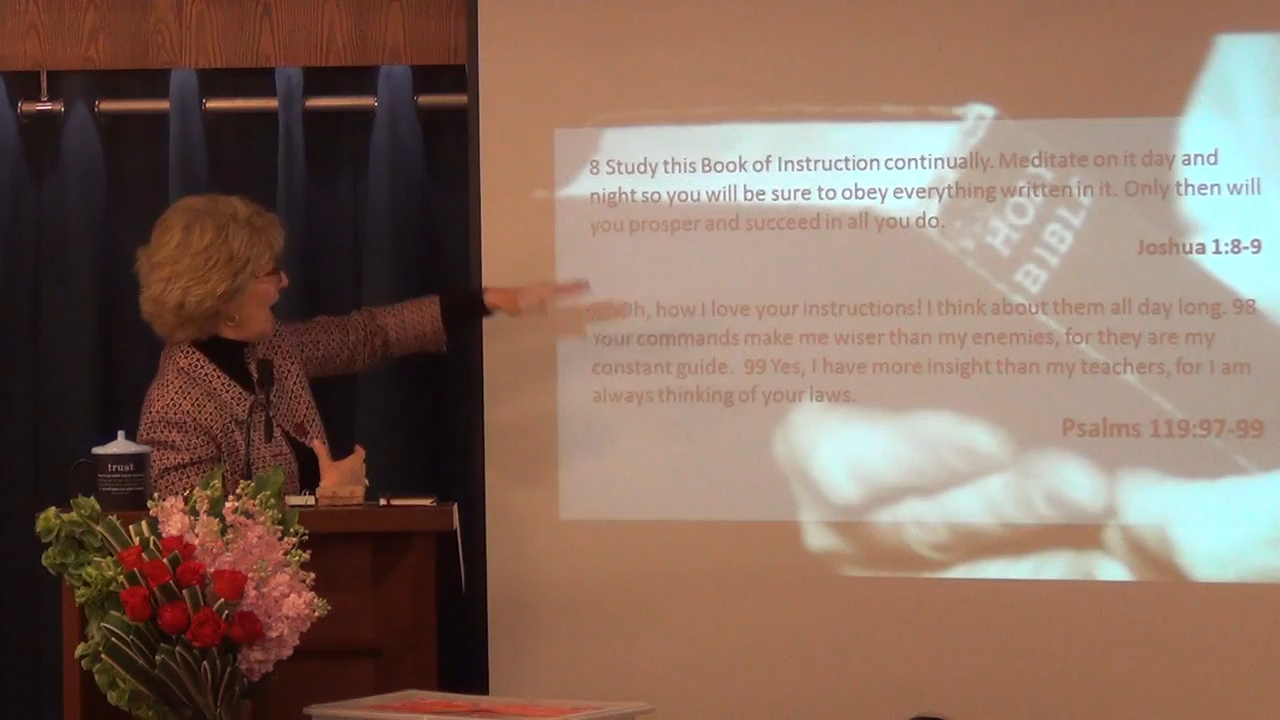 trust
8 Study this Book of Instruction continually. Meditate on it day and
night so you will be sure to obey everything written in it. Only then will
you prosper and succeed in all you do.
Joshua 1:8-9
HOLY
BIBLE
Oh, how I love your instructions! I think about them all day long. 98
Your commands make me wiser than my enemies, for they are my
constant guide. 99 Yes, I have more insight than my teachers, for I am
always thinking of your laws.
Psalms 119:97-99